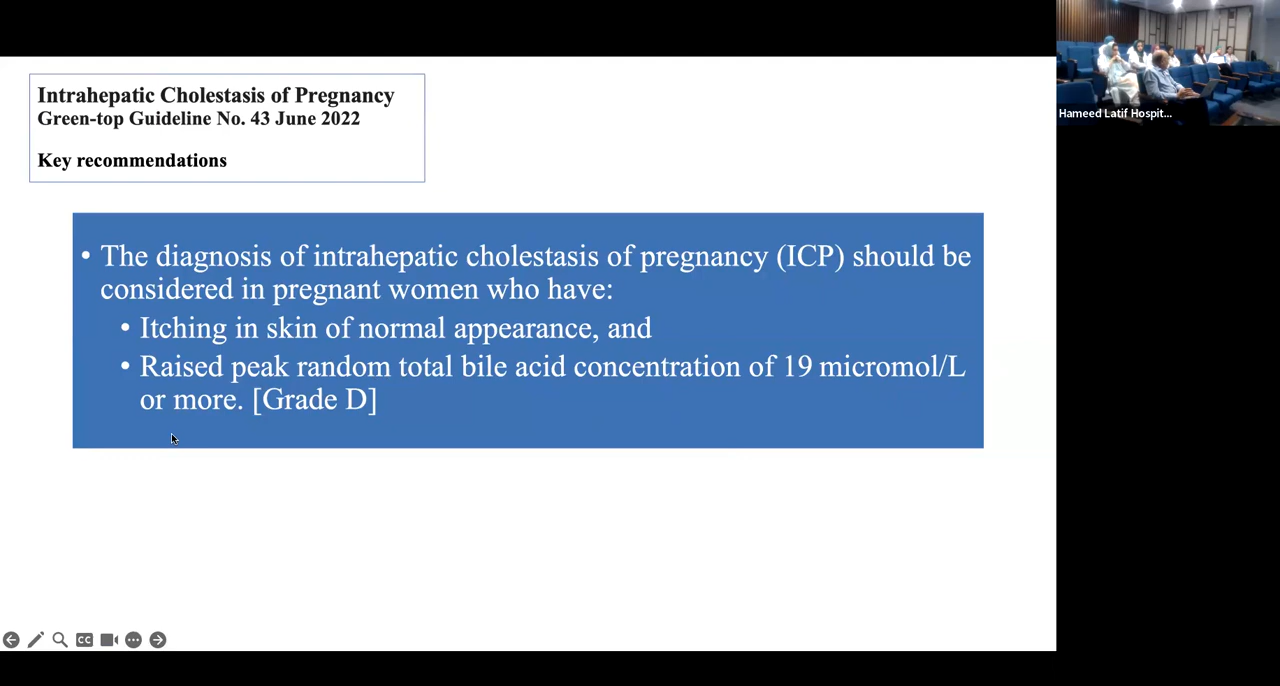 Intrahepatic Cholestasis of Pregnancy
Green-top Guideline No. 43 June 2022
Key recommendations
• The diagnosis of intrahepatic cholestasis of pregnancy (ICP) should be
considered in pregnant women who have:
• Itching in skin of normal appearance, and
• Raised peak random total bile acid concentration of 19 micromol/L
or more. [Grade D]
CC
Hameed Latif Hospit...